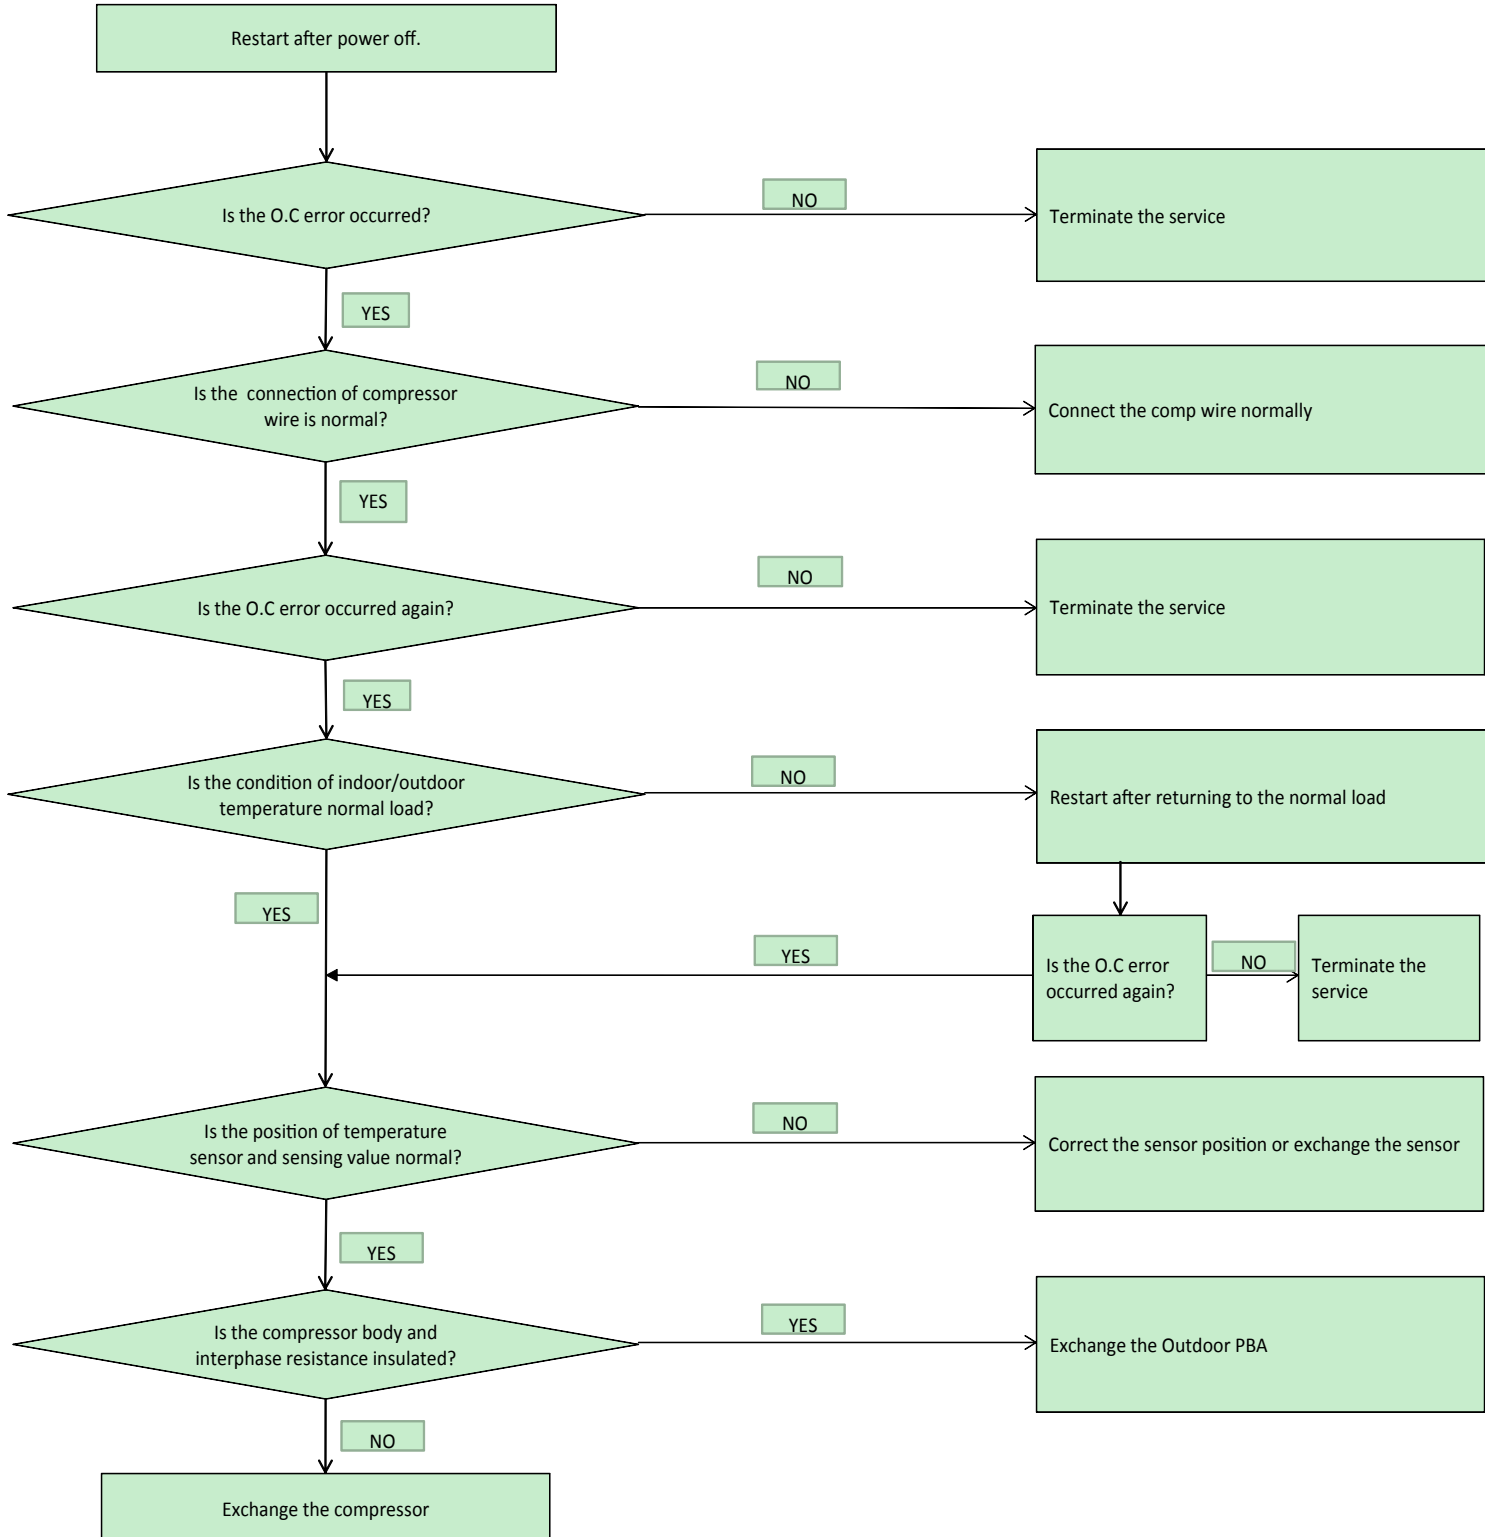 Restart after power off.
Is the O.C error occurred?
NO
Terminate the service
YES
Is the  connection of compressor
wire is normal?
NO
Connect the comp wire normally
YES
Is the O.C error occurred again?
NO
Terminate the service
YES
Is the condition of indoor/outdoor
temperature normal load?
NO
Restart after returning to the normal load
YES
YES
Is the O.C error
occurred again?
NO
Terminate the
service
Is the position of temperature
sensor and sensing value normal?
NO
Correct the sensor position or exchange the sensor
YES
Is the compressor body and
interphase resistance insulated?
YES
Exchange the Outdoor PBA
NO
Exchange the compressor